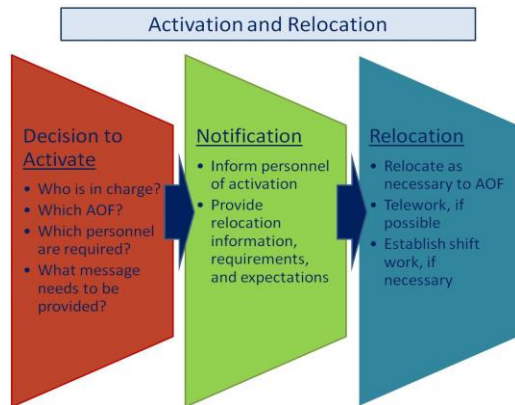 Activation and Relocation
Decision to
Activate
• Who is in charge?
• Which AOF?
• Which personnel
are required?
• What message
needs to be
provided?
Notification
• Inform personnel
of activation
• Provide
relocation
information,
requirements,
and expectations
Relocation
• Relocate as
necessary to AOF
• Telework, if
possible
• Establish shift
work, if
necessary